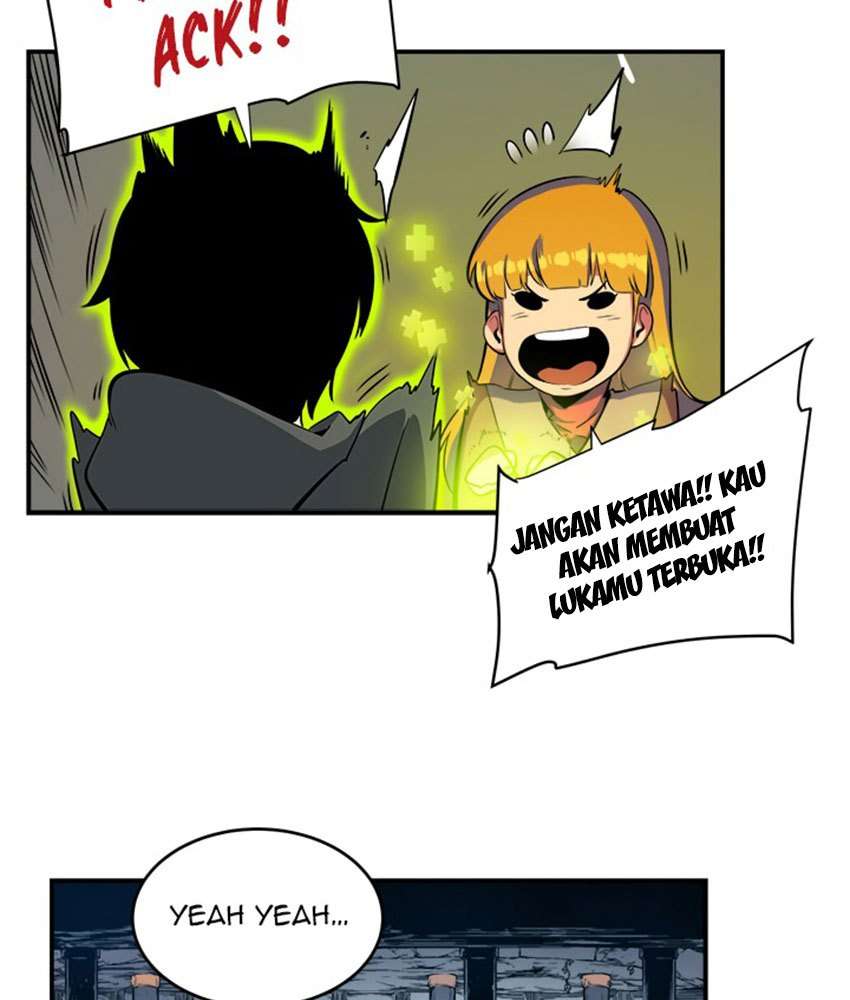 ACK!!
JANGAN KETAWA!! KAU
AKAN MEMBUAT
LUKAMU TERBUKA!!
YEAH YEAH...